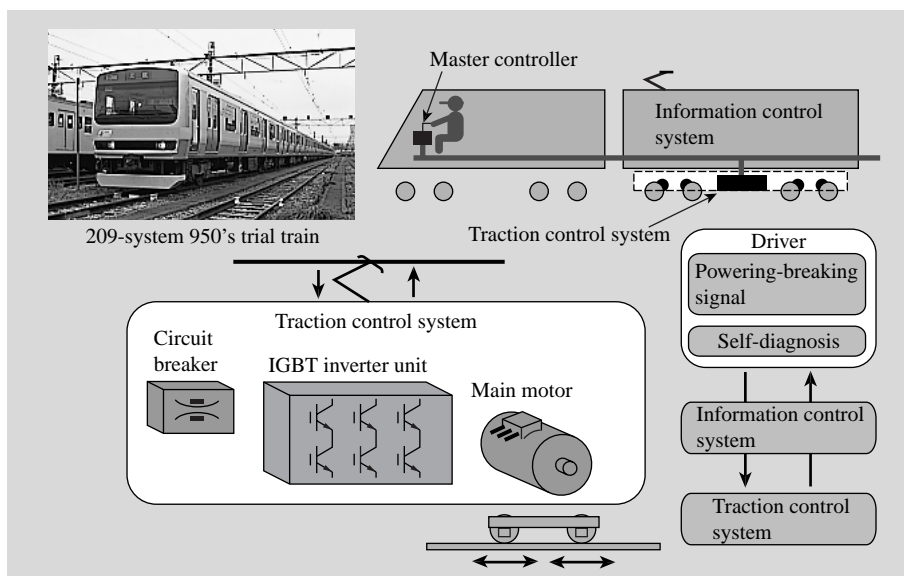 Master controller
Information control
system
209-system 950's trial train
Traction control system
Driver
Powering-breaking
signal
Self-diagnosis
Traction control system
Circuit
breaker
IGBT inverter unit
Main motor
Information control
system
Traction control
system